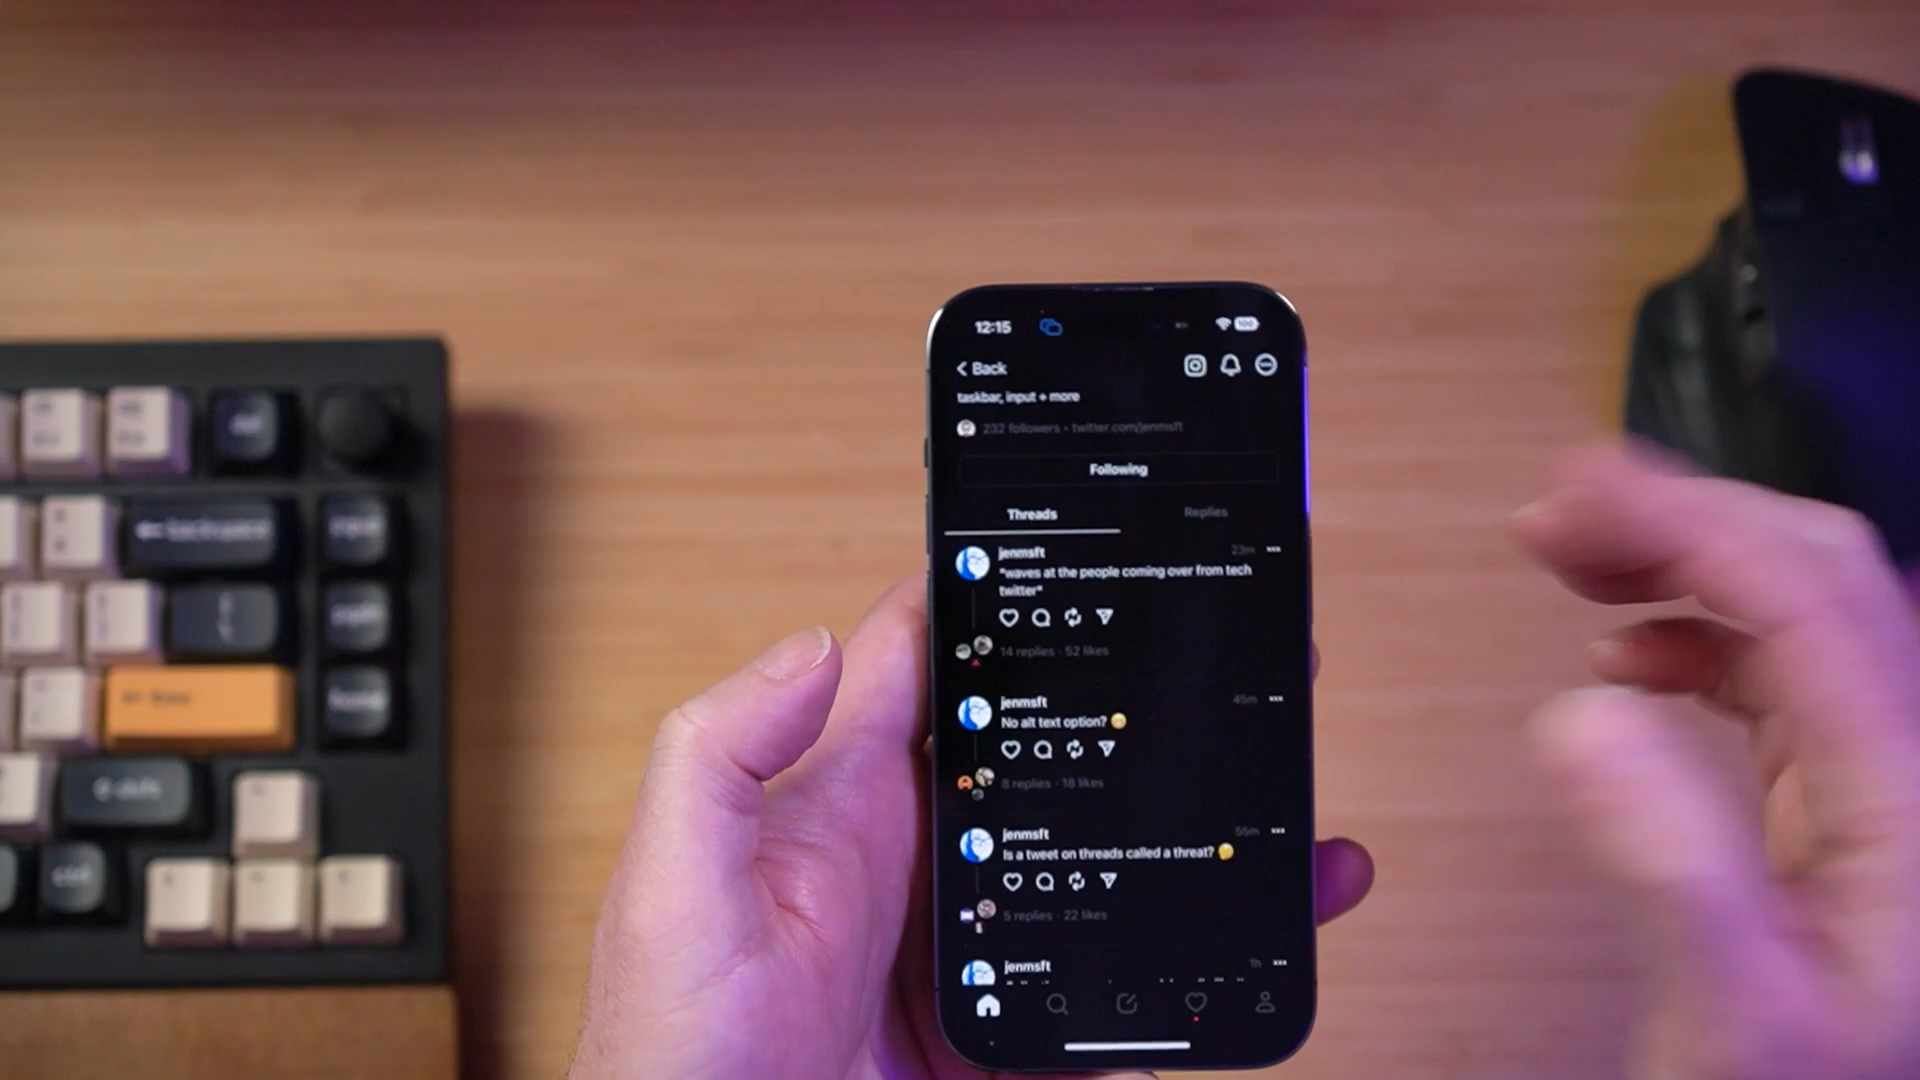 12:15
100
Back
taskbar, input + more
232 followers • twitter.com/jenmsft
Following
Threads
Replies
jenmsft
23m
"waves at the people coming over from tech
twitter"
14 replies · 52 likes
jenmsft
45m
No alt text option?
8 replies · 18 likes
jenmsft
55m
Is a tweet on threads called a threat?
5 replies · 22 likes
jenmsft
1h
home